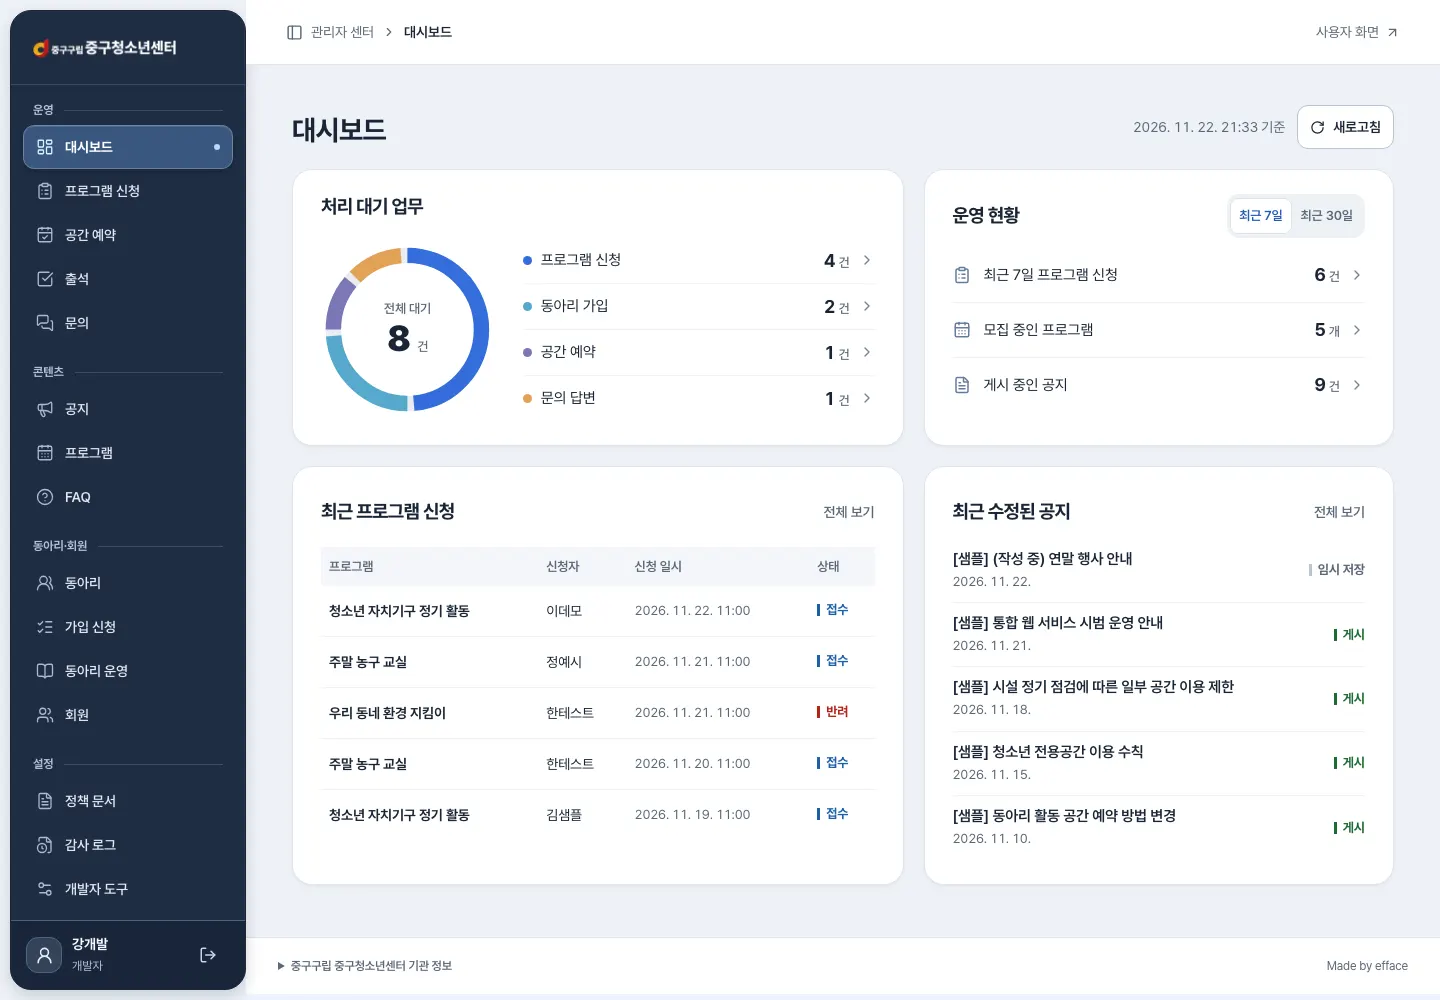 중구구립 중구청소년센터
운영
대시보드
프로그램 신청
공간 예약
출석
문의
콘텐츠
공지
프로그램
FAQ
동아리·회원
동아리
가입 신청
동아리 운영
회원
설정
정책 문서
감사 로그
개발자 도구
강개발
개발자
관리자 센터 > 대시보드
사용자 화면
대시보드
2026. 11. 22. 21:33 기준
새로고침
처리 대기 업무
전체 대기
8 건
프로그램 신청 4 건
동아리 가입 2 건
공간 예약 1 건
문의 답변 1 건
운영 현황
최근 7일 최근 30일
최근 7일 프로그램 신청 6 건
모집 중인 프로그램 5 개
게시 중인 공지 9 건
최근 프로그램 신청 전체 보기
프로그램 신청자 신청 일시 상태
청소년 자치기구 정기 활동 이데모 2026. 11. 22. 11:00 접수
주말 농구 교실 정예시 2026. 11. 21. 11:00 접수
우리 동네 환경 지킴이 한테스트 2026. 11. 21. 11:00 반려
주말 농구 교실 한테스트 2026. 11. 20. 11:00 접수
청소년 자치기구 정기 활동 김샘플 2026. 11. 19. 11:00 접수
최근 수정된 공지 전체 보기
[샘플] (작성 중) 연말 행사 안내
2026. 11. 22.
임시 저장
[샘플] 통합 웹 서비스 시범 운영 안내
2026. 11. 21.
게시
[샘플] 시설 정기 점검에 따른 일부 공간 이용 제한
2026. 11. 18.
게시
[샘플] 청소년 전용공간 이용 수칙
2026. 11. 15.
게시
[샘플] 동아리 활동 공간 예약 방법 변경
2026. 11. 10.
게시
중구구립 중구청소년센터 기관 정보
Made by efface